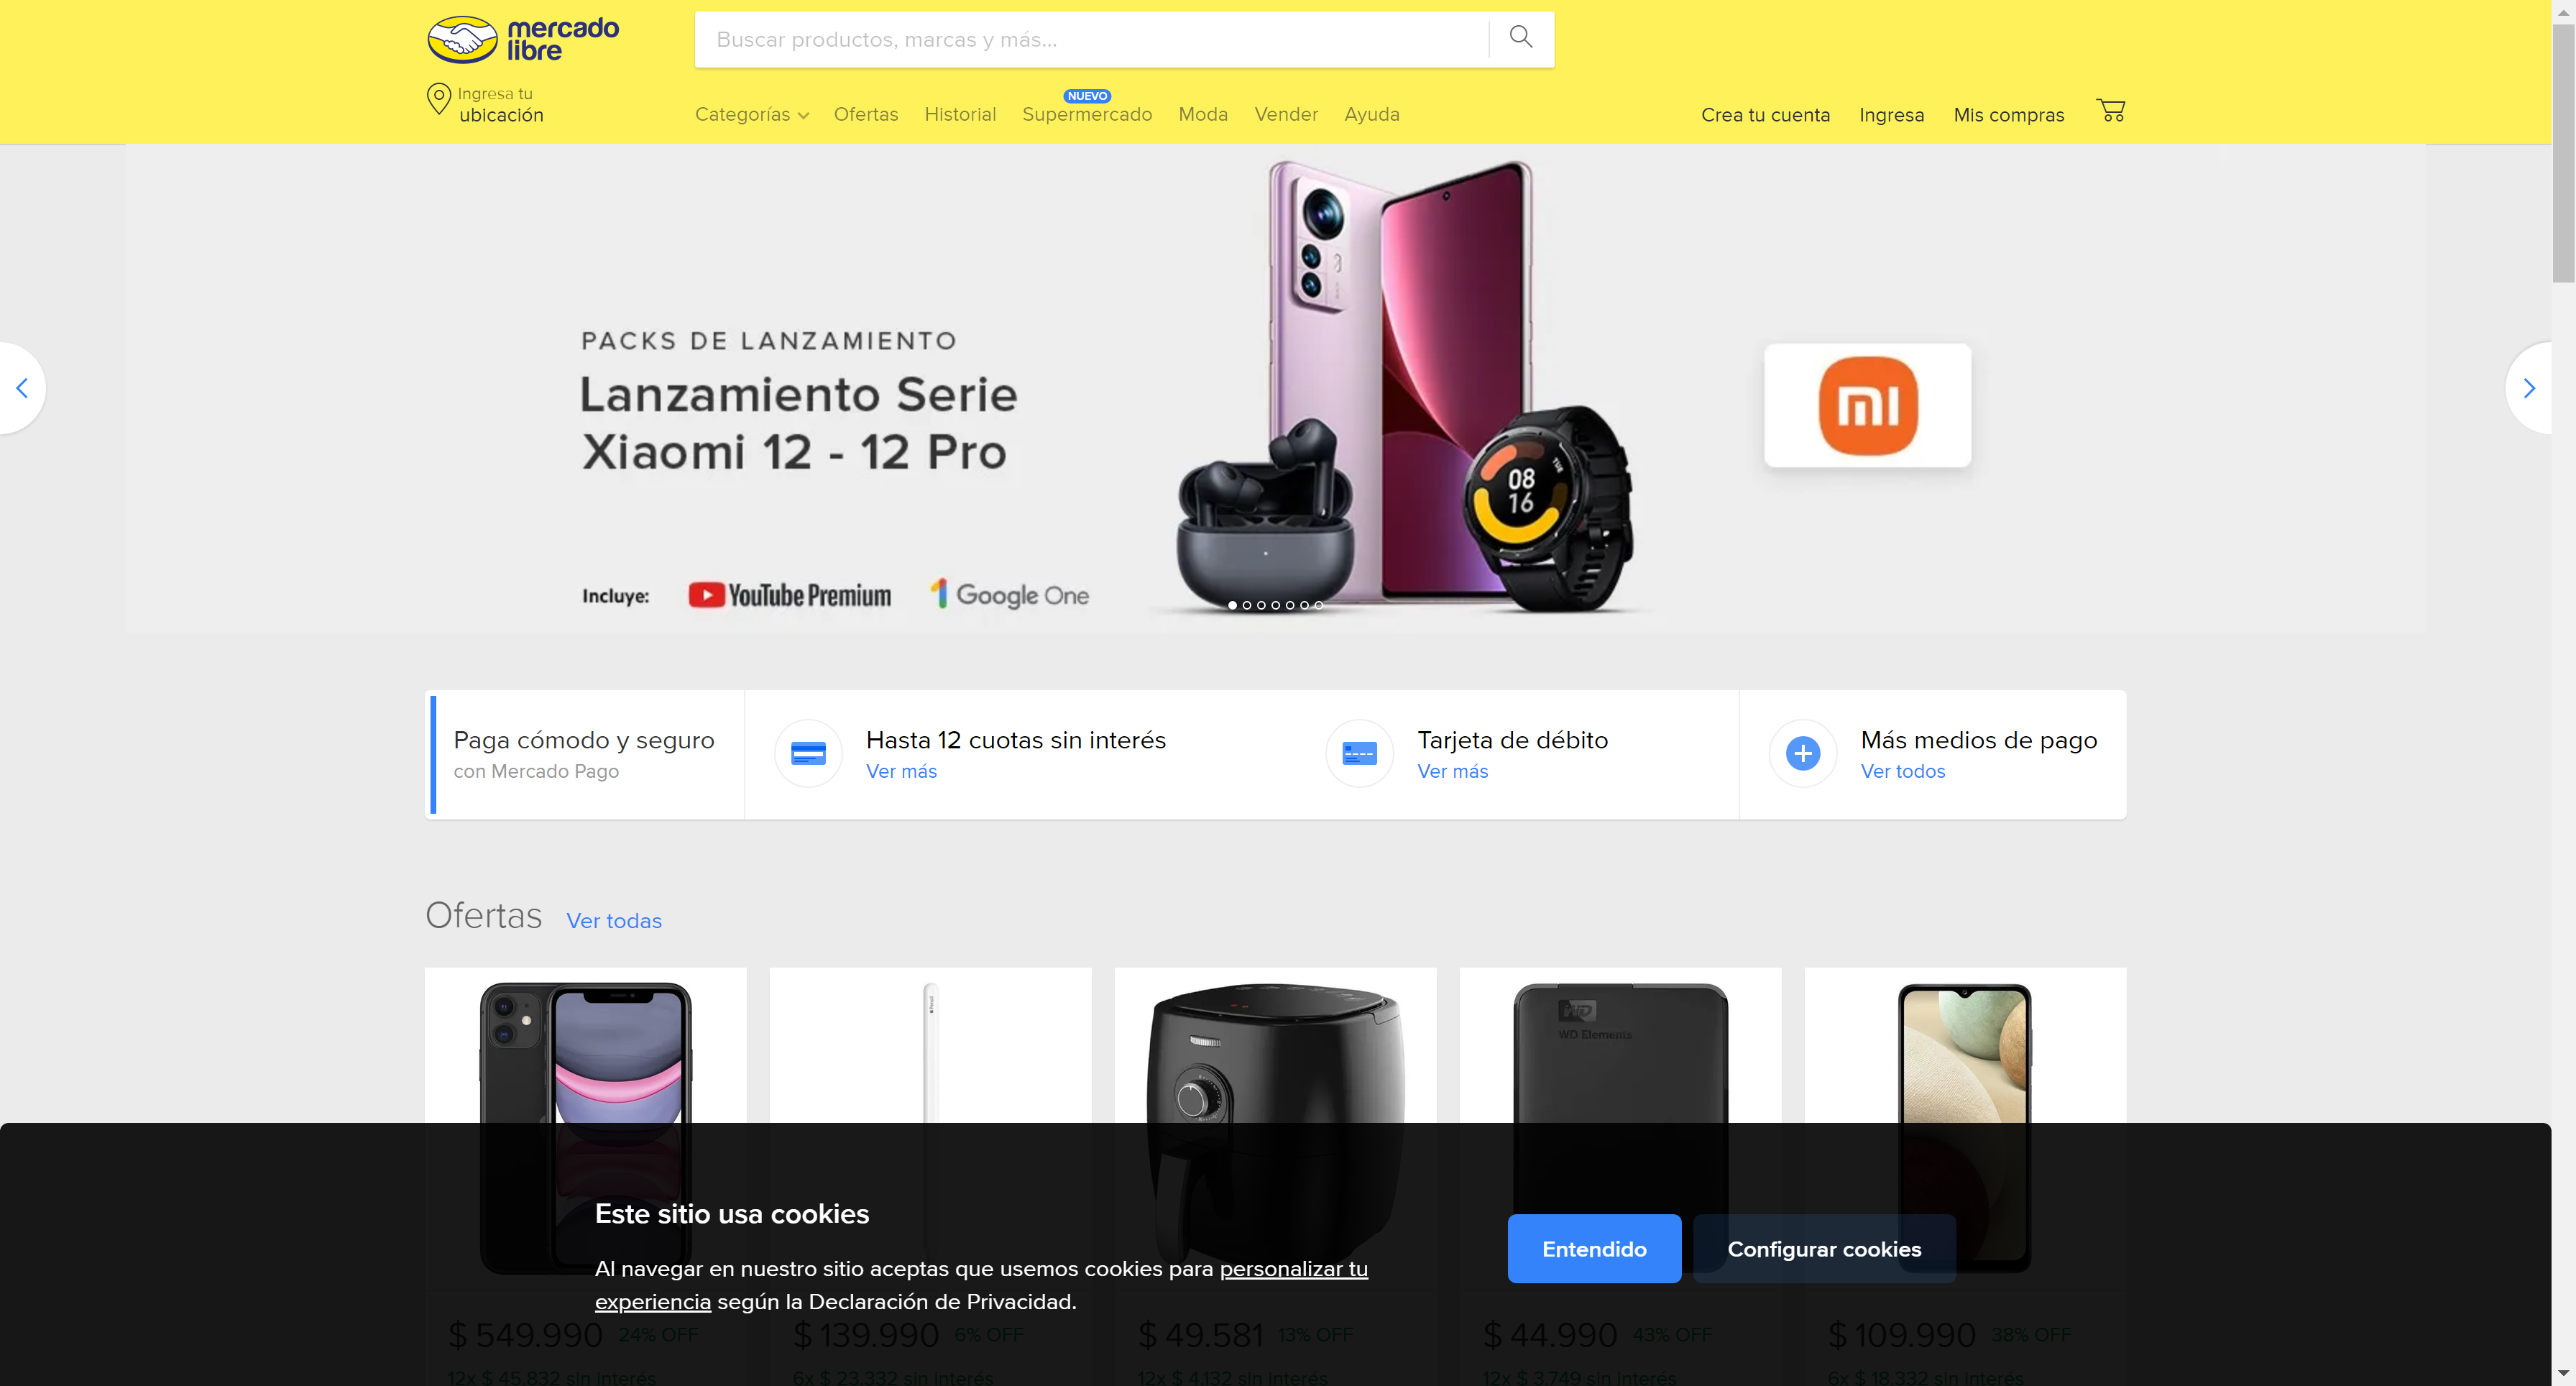 mercado
libre
Buscar productos, marcas y más...
Ingresa tu
ubicación
NUEVO
Categorías Ofertas Historial Supermercado Moda Vender Ayuda
Crea tu cuenta Ingresa Mis compras
PACKS DE LANZAMIENTO
Lanzamiento Serie
Xiaomi 12 - 12 Pro
Incluye: YouTube Premium Google One
TUE
08
16
mi
Paga cómodo y seguro
con Mercado Pago
Hasta 12 cuotas sin interés
Ver más
Tarjeta de débito
Ver más
Más medios de pago
Ver todos
Ofertas Ver todas
WD
WD Elements
Este sitio usa cookies
Al navegar en nuestro sitio aceptas que usemos cookies para personalizar tu
experiencia según la Declaración de Privacidad.
Entendido
Configurar cookies
$ 549.990 24% OFF
12x $ 45.832 sin interés
$ 139.990 6% OFF
6x $ 23.332 sin interés
$ 49.581 13% OFF
12x $ 4.132 sin interés
$ 44.990 43% OFF
12x $ 3.749 sin interés
$ 109.990 38% OFF
6x $ 18.332 sin interés